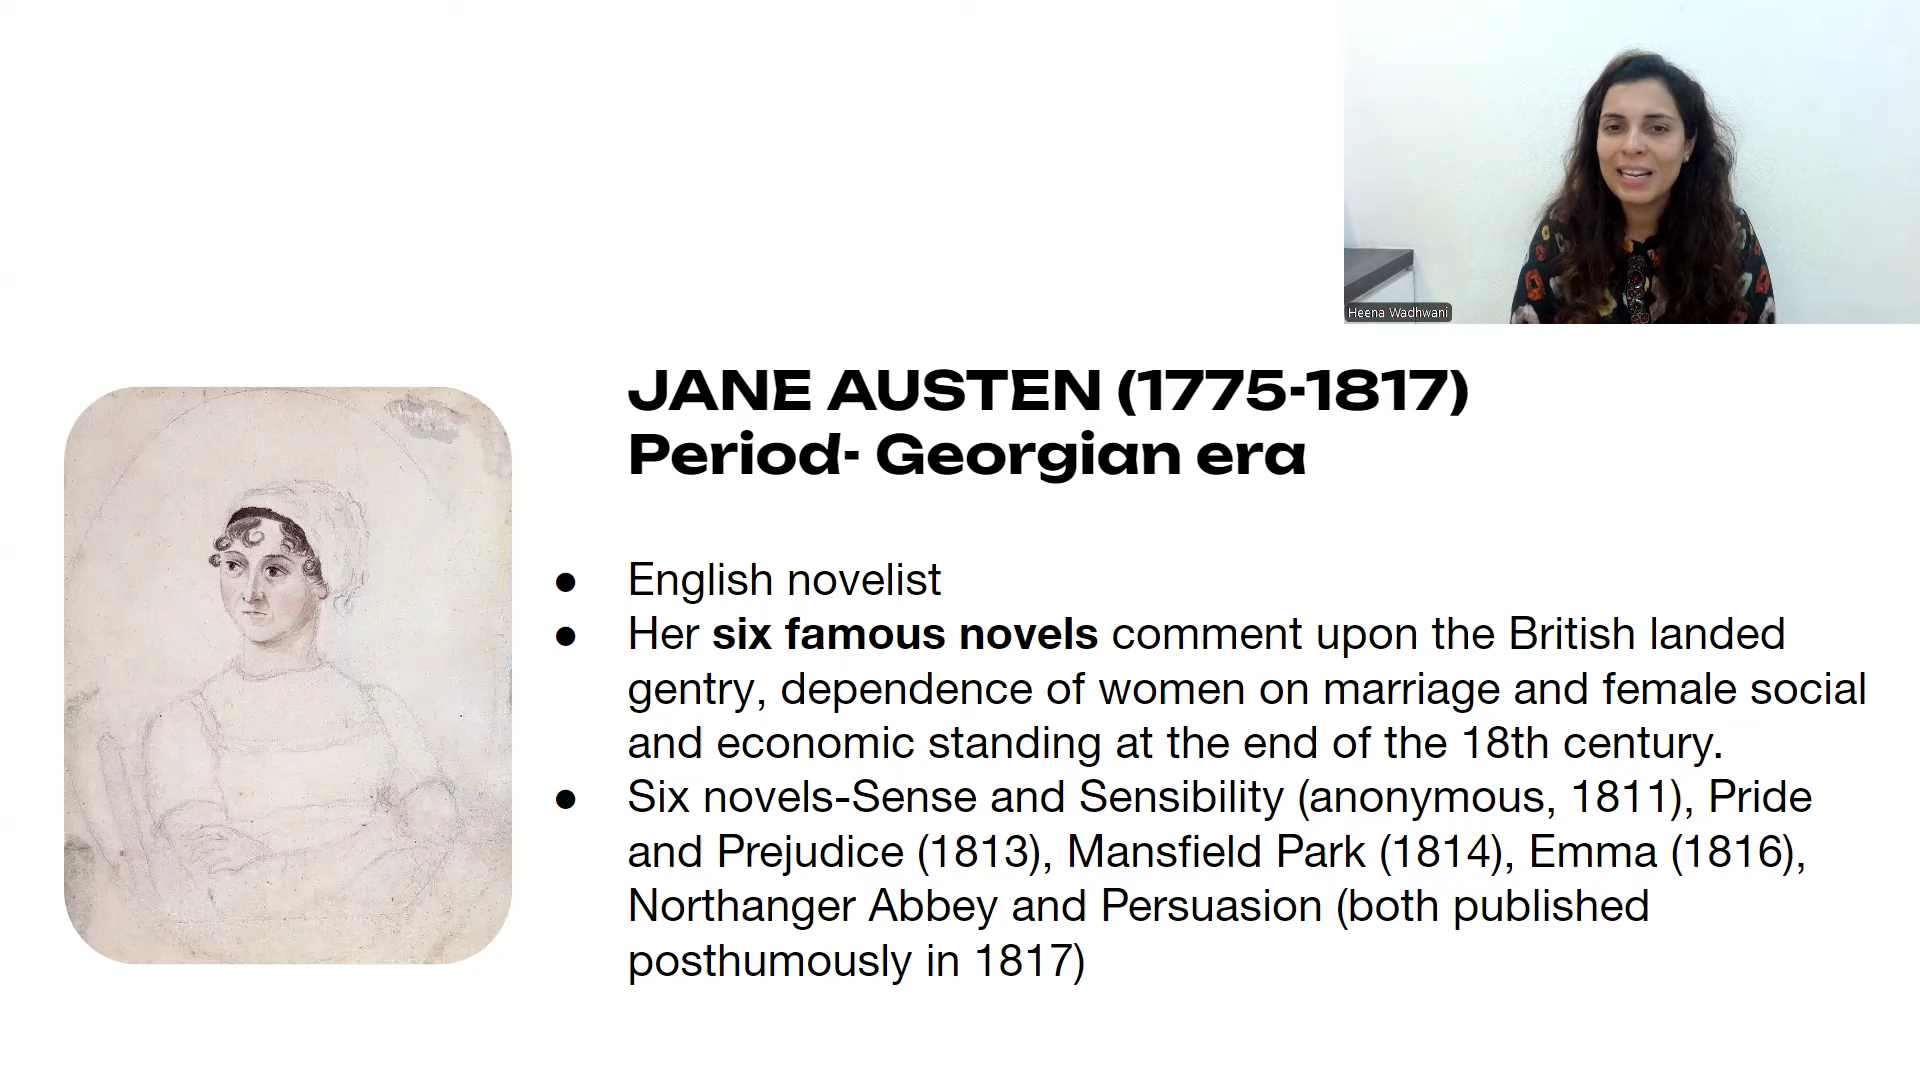 Heena Wadhwani
JANE AUSTEN (1775-1817)
Period- Georgian era
● English novelist
● Her six famous novels comment upon the British landed
gentry, dependence of women on marriage and female social
and economic standing at the end of the 18th century.
● Six novels-Sense and Sensibility (anonymous, 1811), Pride
and Prejudice (1813), Mansfield Park (1814), Emma (1816),
Northanger Abbey and Persuasion (both published
posthumously in 1817)